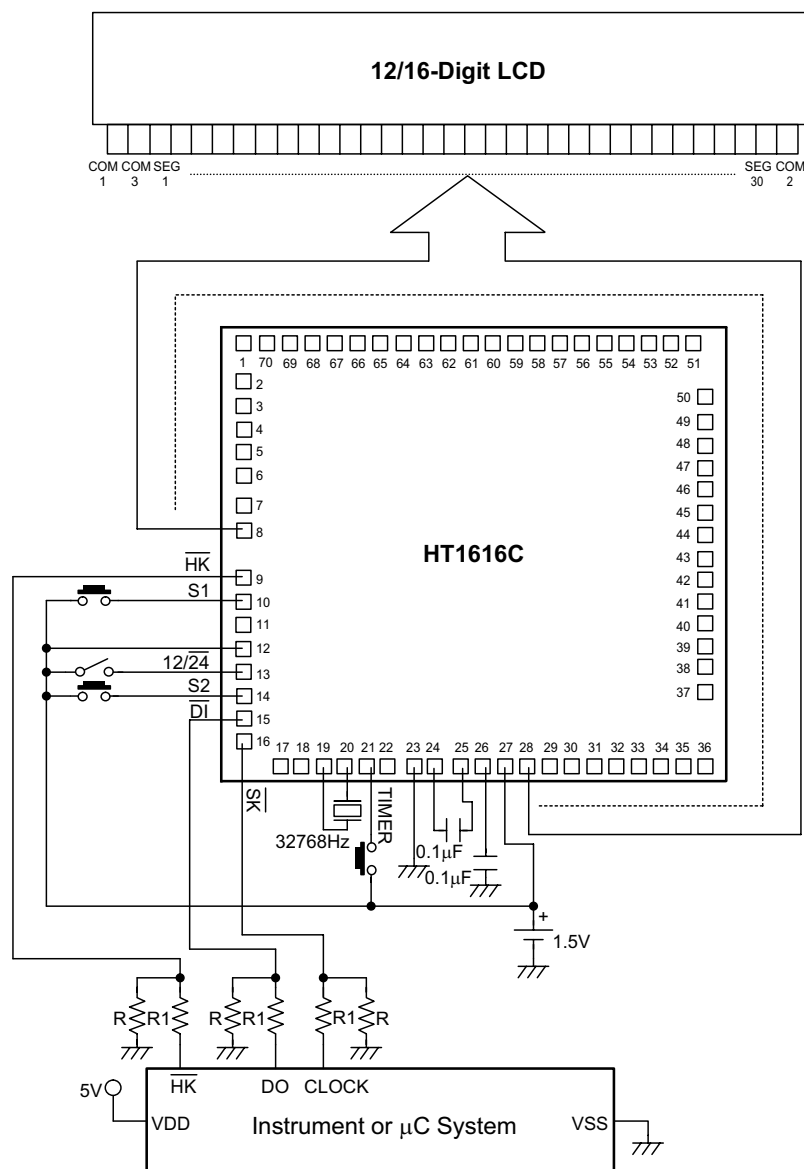 12/16-Digit LCD
COM COM SEG SEG COM
1 3 1 30 2
1 70 69 68 67 66 65 64 63 62 61 60 59 58 57 56 55 54 53 52 51
2
3
4
5
6
7
8
50
49
48
47
46
45
44
43
42
41
40
39
38
37
HT1616C
H̅K̅ 9
S1 10
11
12
12/2̅4̅ 13
S2 14
D̅I̅ 15
16
17 18 19 20 21 22 23 24 25 26 27 28 29 30 31 32 33 34 35 36
S̅K̅
TIMER
32768Hz
0.1μF
0.1μF
+
1.5V
R R1 R R1 R1 R
5V
H̅K̅ DO CLOCK
VDD Instrument or μC System VSS